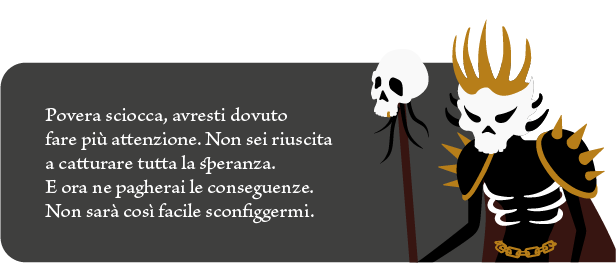 Povera sciocca, avresti dovuto
fare più attenzione. Non sei riuscita
a catturare tutta la speranza.
E ora ne pagherai le conseguenze.
Non sarà così facile sconfiggermi.